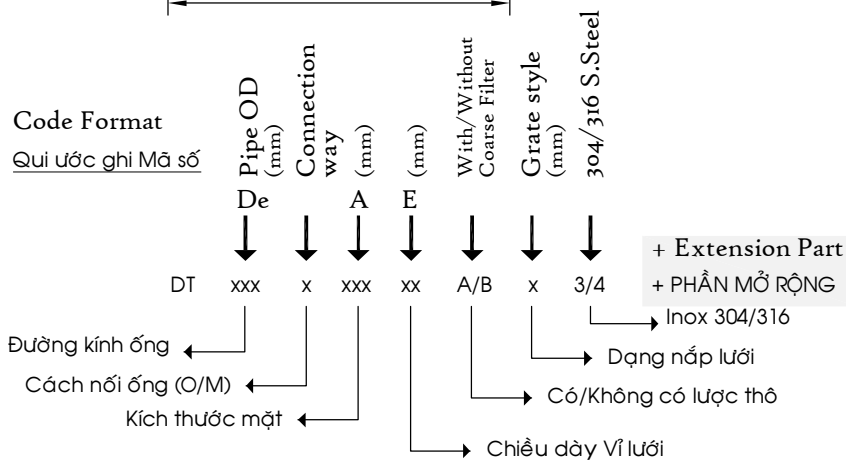 Code Format
Qui ước ghi Mã số
Pipe OD
(mm)
De
Connection
way
(mm)
A
(mm)
E
With/Without
Coarse Filter
Grate style
(mm)
304/316 S.Steel
+ Extension Part
+ PHẦN MỞ RỘNG
DT xxx x xxx xx A/B x 3/4
Inox 304/316
Đường kính ống
Dạng nắp lưới
Cách nối ống (O/M)
Có/Không có lược thô
Kích thước mặt
Chiều dày Vỉ lưới